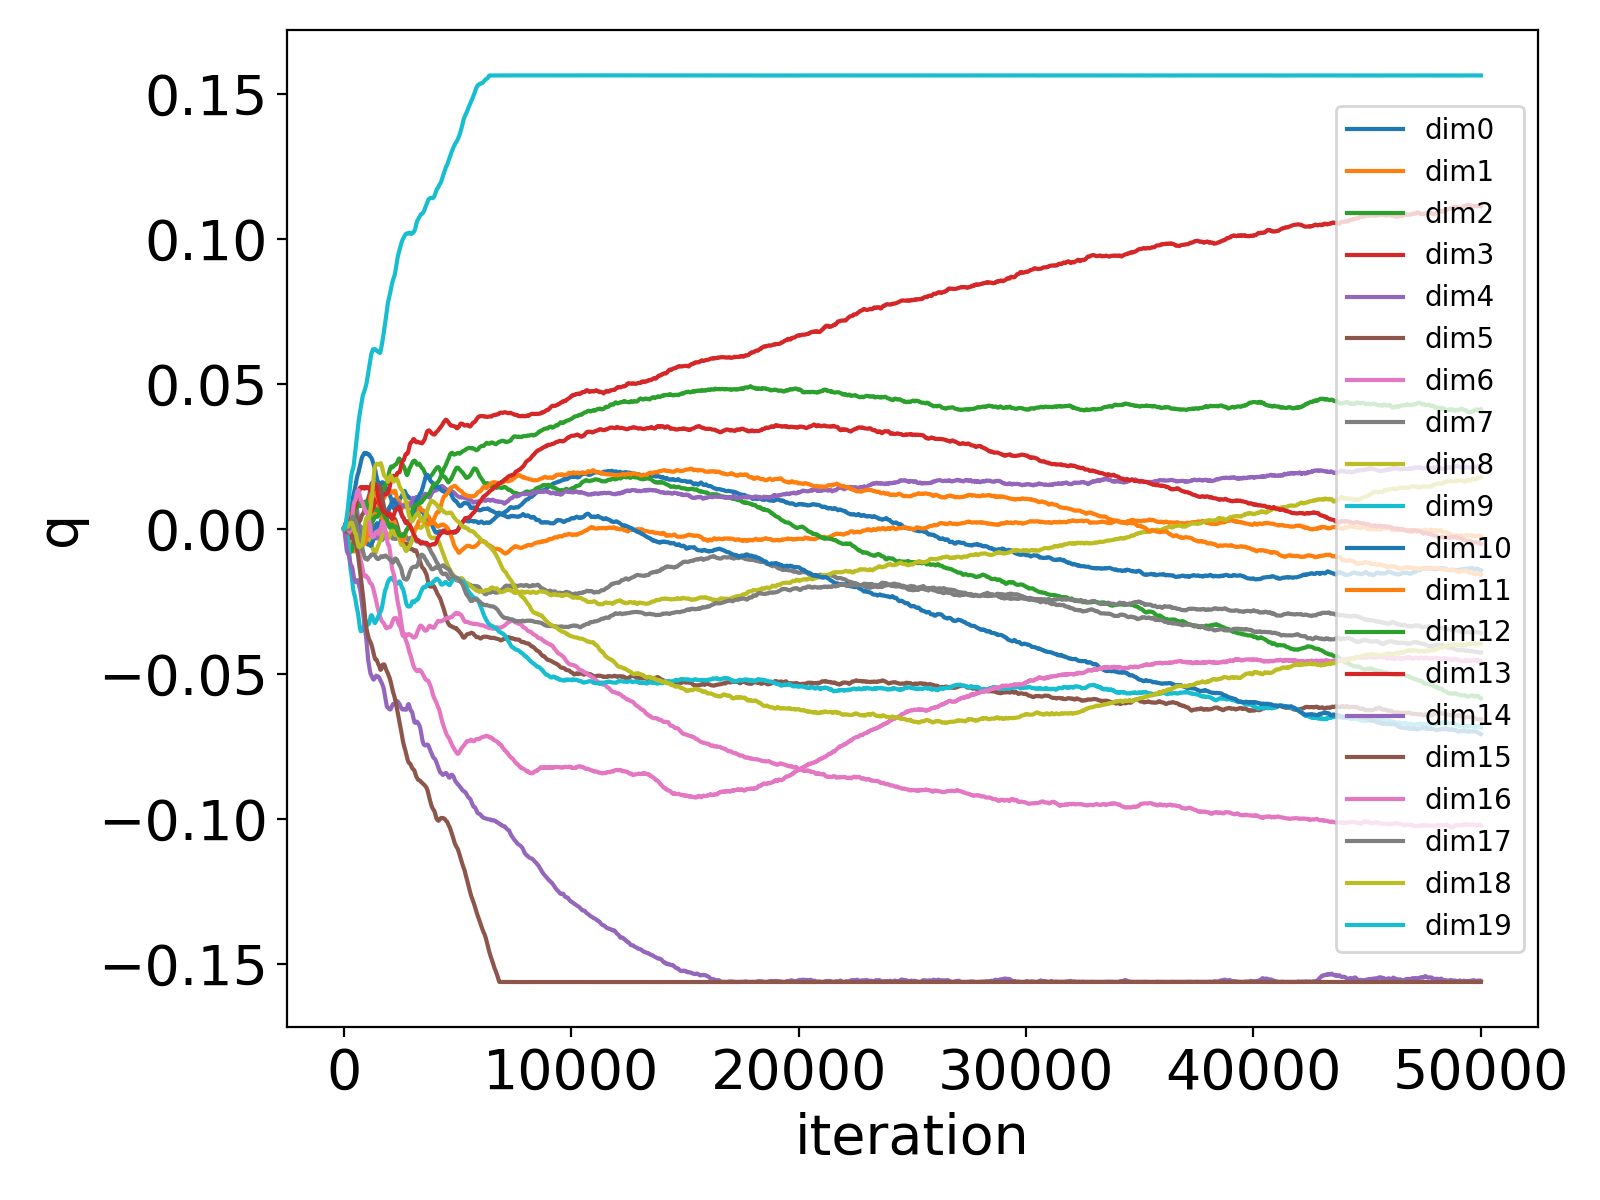 q
0.15
0.10
0.05
0.00
−0.05
−0.10
−0.15
dim0
dim1
dim2
dim3
dim4
dim5
dim6
dim7
dim8
dim9
dim10
dim11
dim12
dim13
dim14
dim15
dim16
dim17
dim18
dim19
0 10000 20000 30000 40000 50000
iteration